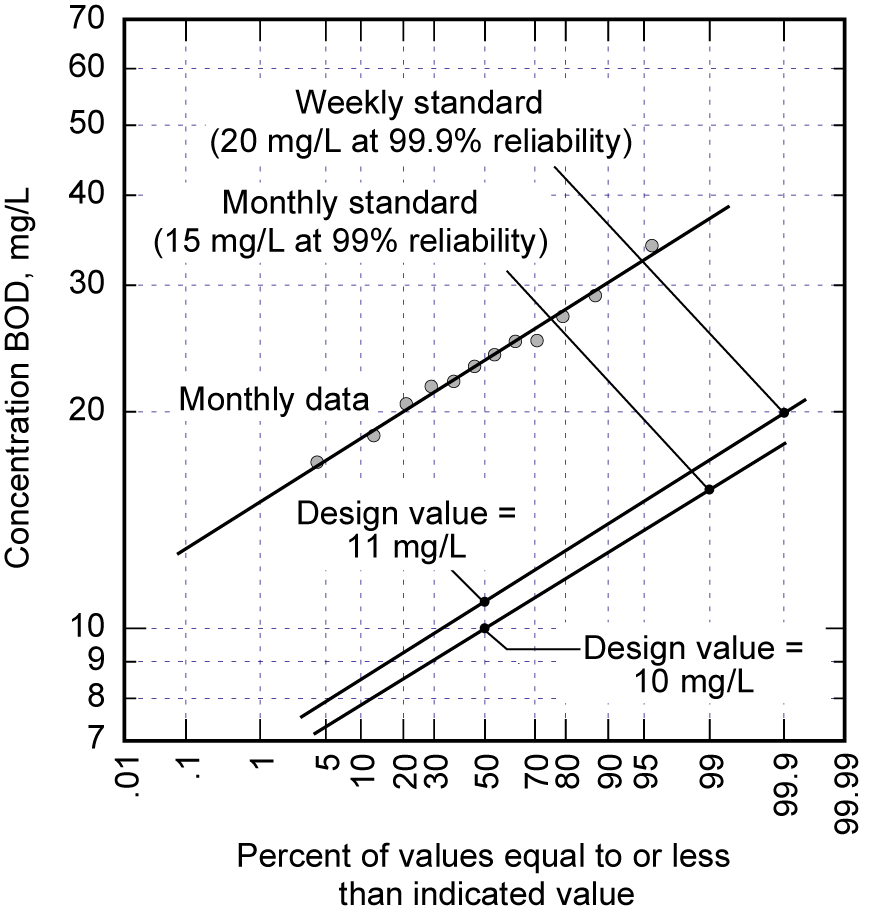 70
60
50
40
30
20
10
9
8
7
Concentration BOD, mg/L
Weekly standard
(20 mg/L at 99.9% reliability)
Monthly standard
(15 mg/L at 99% reliability)
Monthly data
Design value =
11 mg/L
Design value =
10 mg/L
.01
.1
1
5
10
20
30
50
70
80
90
95
99
99.9
99.99
Percent of values equal to or less
than indicated value